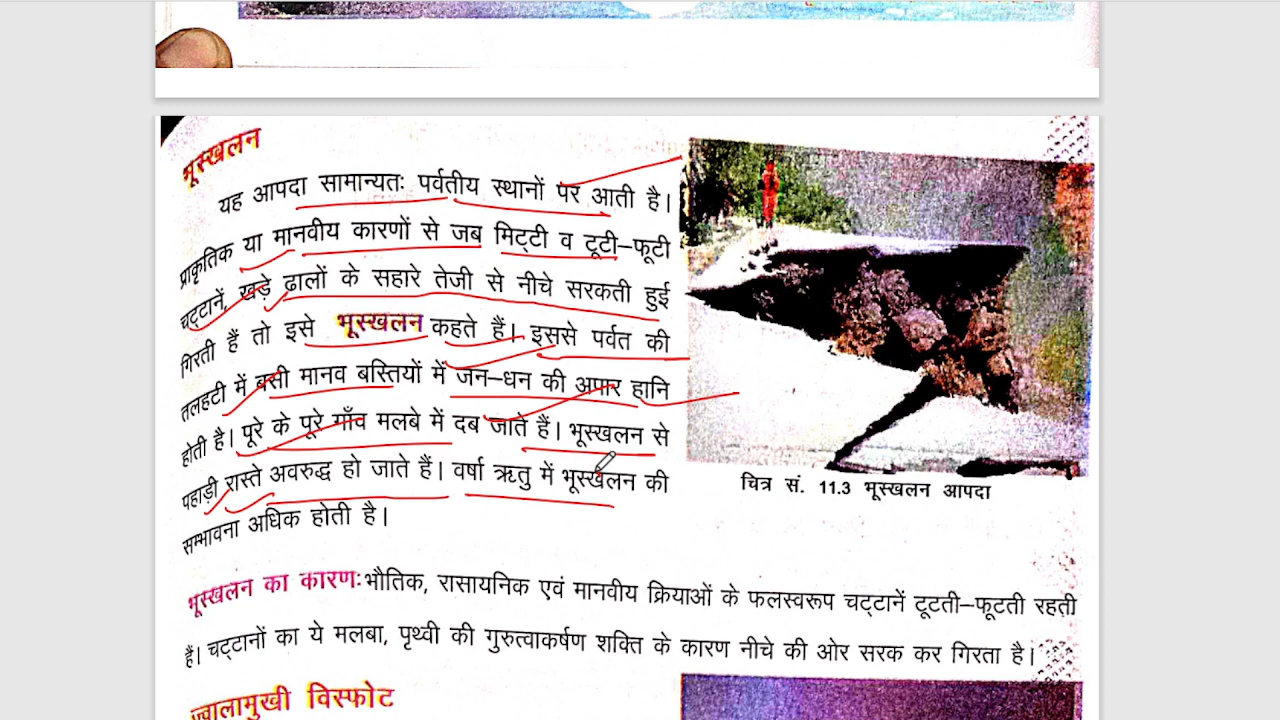 भूस्खलन
यह आपदा सामान्यतः पर्वतीय स्थानों पर आती है।
प्राकृतिक या मानवीय कारणों से जब मिट्टी व टूटी–फूटी
चट्टानें, खड़े ढालों के सहारे तेजी से नीचे सरकती हुई
गिरती हैं तो इसे भूस्खलन कहते हैं। इससे पर्वत की
तलहटी में बसी मानव बस्तियों में जन–धन की अपार हानि
होती है। पूरे के पूरे गाँव मलबे में दब जाते हैं। भूस्खलन से
पहाड़ी रास्ते अवरुद्ध हो जाते हैं। वर्षा ऋतु में भूस्खलन की
सम्भावना अधिक होती है।
चित्र सं. 11.3 भूस्खलन आपदा
भूस्खलन का कारण: भौतिक, रासायनिक एवं मानवीय क्रियाओं के फलस्वरूप चट्टानें टूटती–फूटती रहती
हैं। चट्टानों का ये मलबा, पृथ्वी की गुरुत्वाकर्षण शक्ति के कारण नीचे की ओर सरक कर गिरता है।
ज्वालामुखी विस्फोट